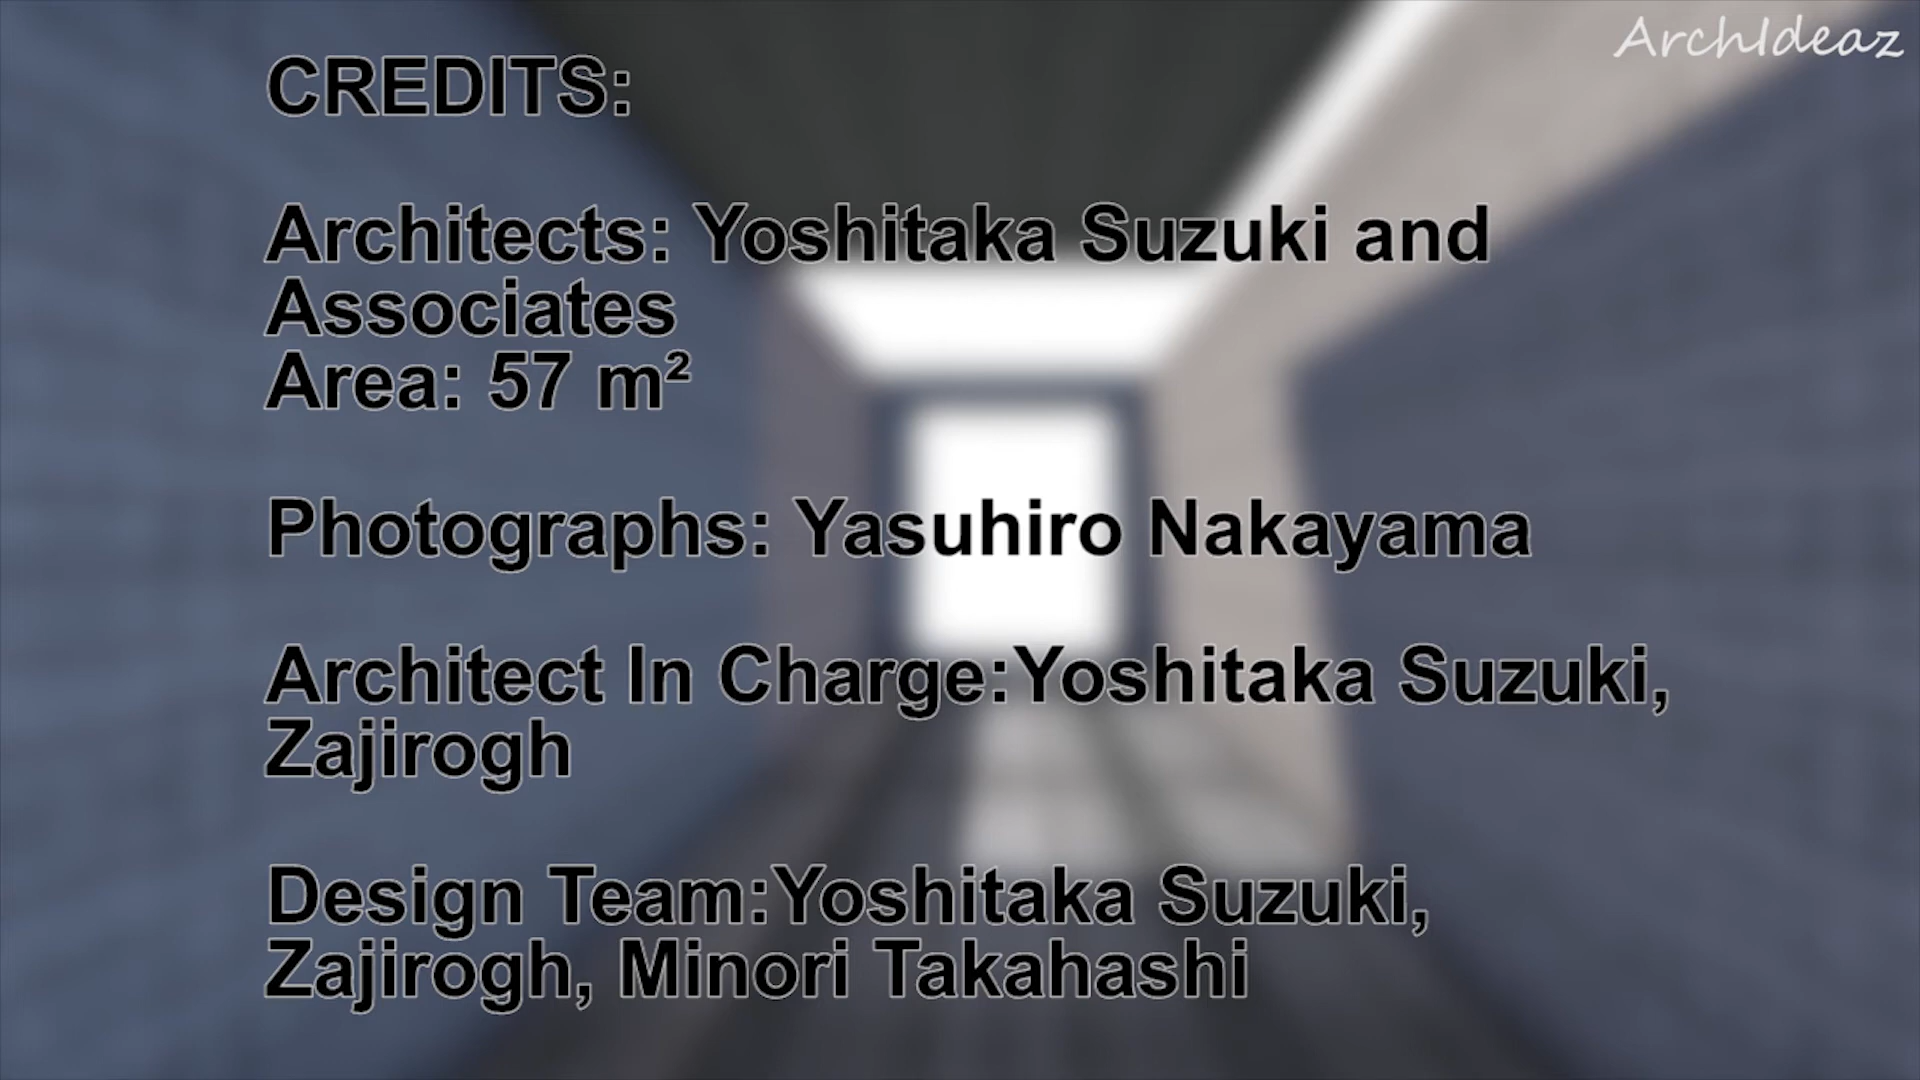 ArchIdeaz
CREDITS:
Architects: Yoshitaka Suzuki and
Associates
Area: 57 m²
Photographs: Yasuhiro Nakayama
Architect In Charge:Yoshitaka Suzuki,
Zajirogh
Design Team:Yoshitaka Suzuki,
Zajirogh, Minori Takahashi